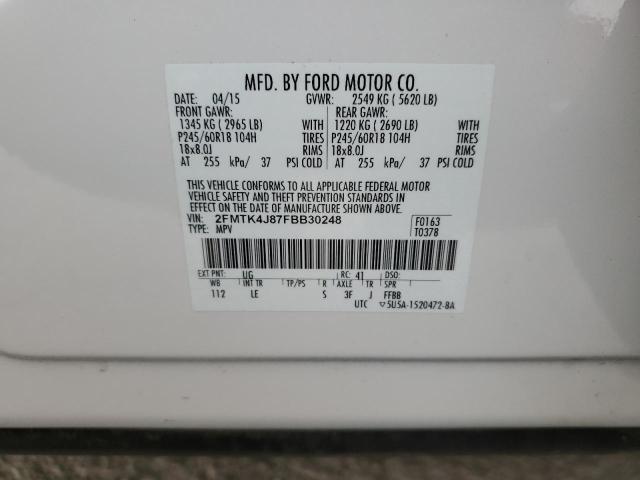 MFD. BY FORD MOTOR CO.
DATE: 04/15 GVWR: 2549 KG ( 5620 LB)
FRONT GAWR: REAR GAWR:
1345 KG ( 2965 LB) WITH 1220 KG ( 2690 LB) WITH
P245/60R18 104H TIRES P245/60R18 104H TIRES
18x8.0J RIMS 18x8.0J RIMS
AT 255 kPa/ 37 PSI COLD AT 255 kPa/ 37 PSI COLD
THIS VEHICLE CONFORMS TO ALL APPLICABLE FEDERAL MOTOR
VEHICLE SAFETY AND THEFT PREVENTION STANDARDS IN
EFFECT ON THE DATE OF MANUFACTURE SHOWN ABOVE.
VIN: 2FMTK4J87FBB30248 F0163
TYPE: MPV T0378
EXT PNT: UG RC: 41 DSO:
WB INT TR TP/PS R AXLE TR SPR
112 LE S 3F J FFBB
UTC ▽5U5A-1520472-BA